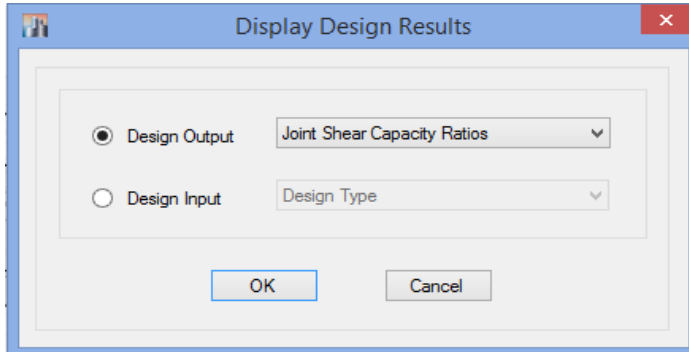 Display Design Results
Design Output Joint Shear Capacity Ratios
Design Input Design Type
OK Cancel